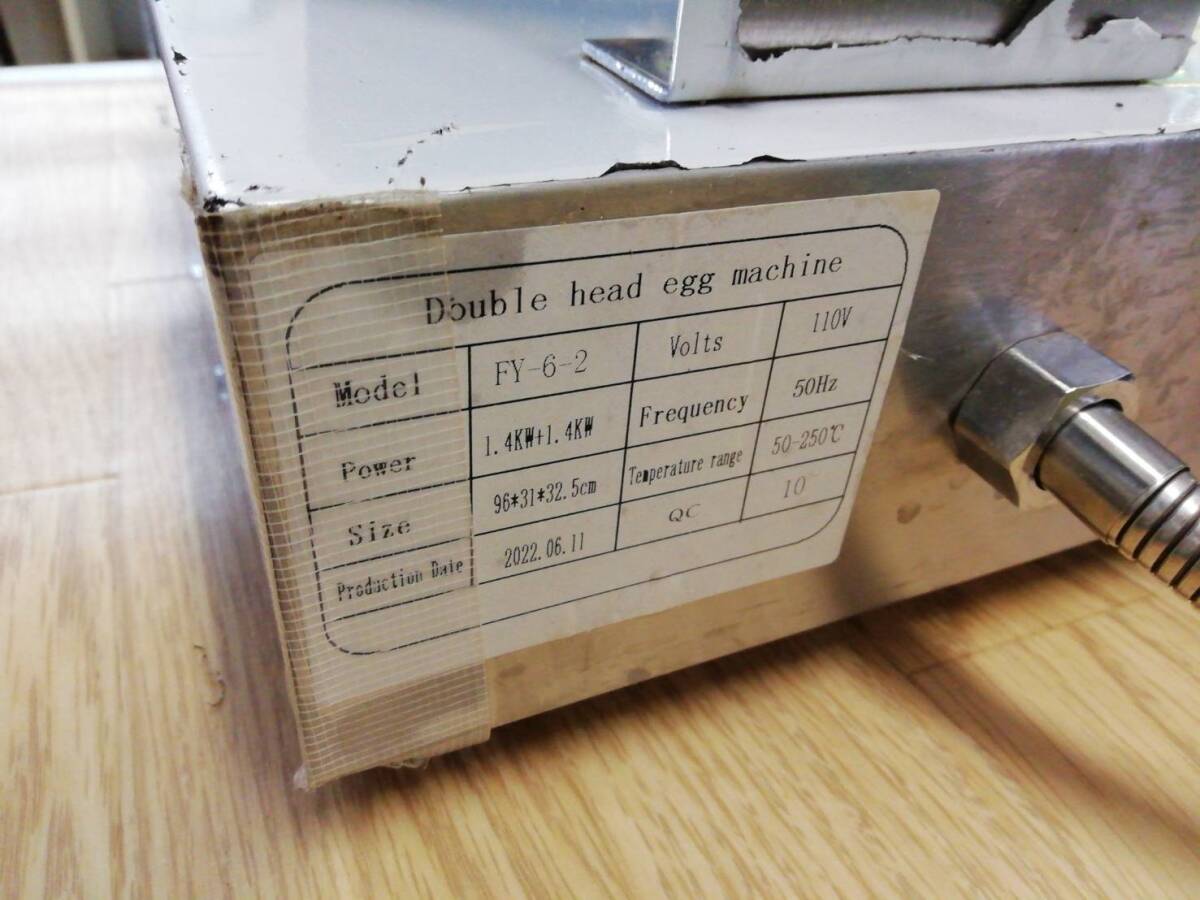 Double head egg machine
Model FY-6-2 Volts 110V
Power 1.4KW+1.4KW Frequency 50Hz
Size 96*31*32.5cm Temperature range 50-250℃
Production Date 2022.06.11 QC 10